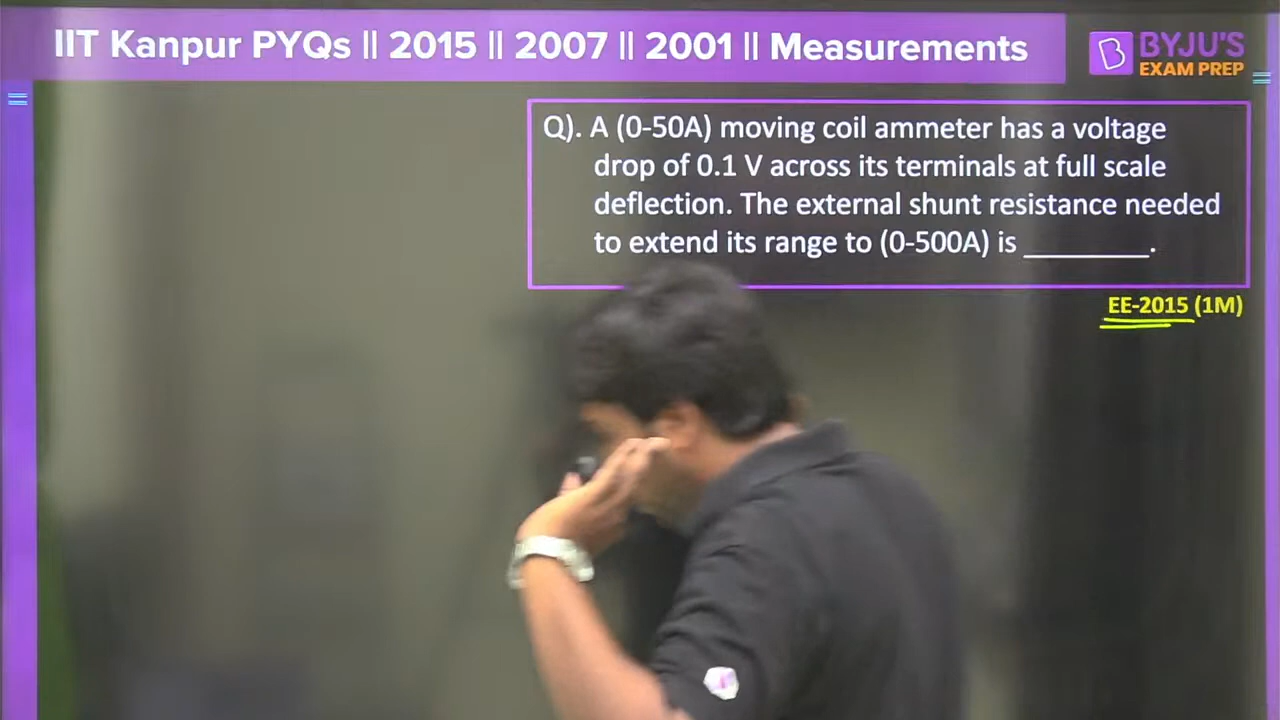 IIT Kanpur PYQs || 2015 || 2007 || 2001 || Measurements
BYJU'S
EXAM PREP
Q). A (0-50A) moving coil ammeter has a voltage
drop of 0.1 V across its terminals at full scale
deflection. The external shunt resistance needed
to extend its range to (0-500A) is ________.
EE-2015 (1M)